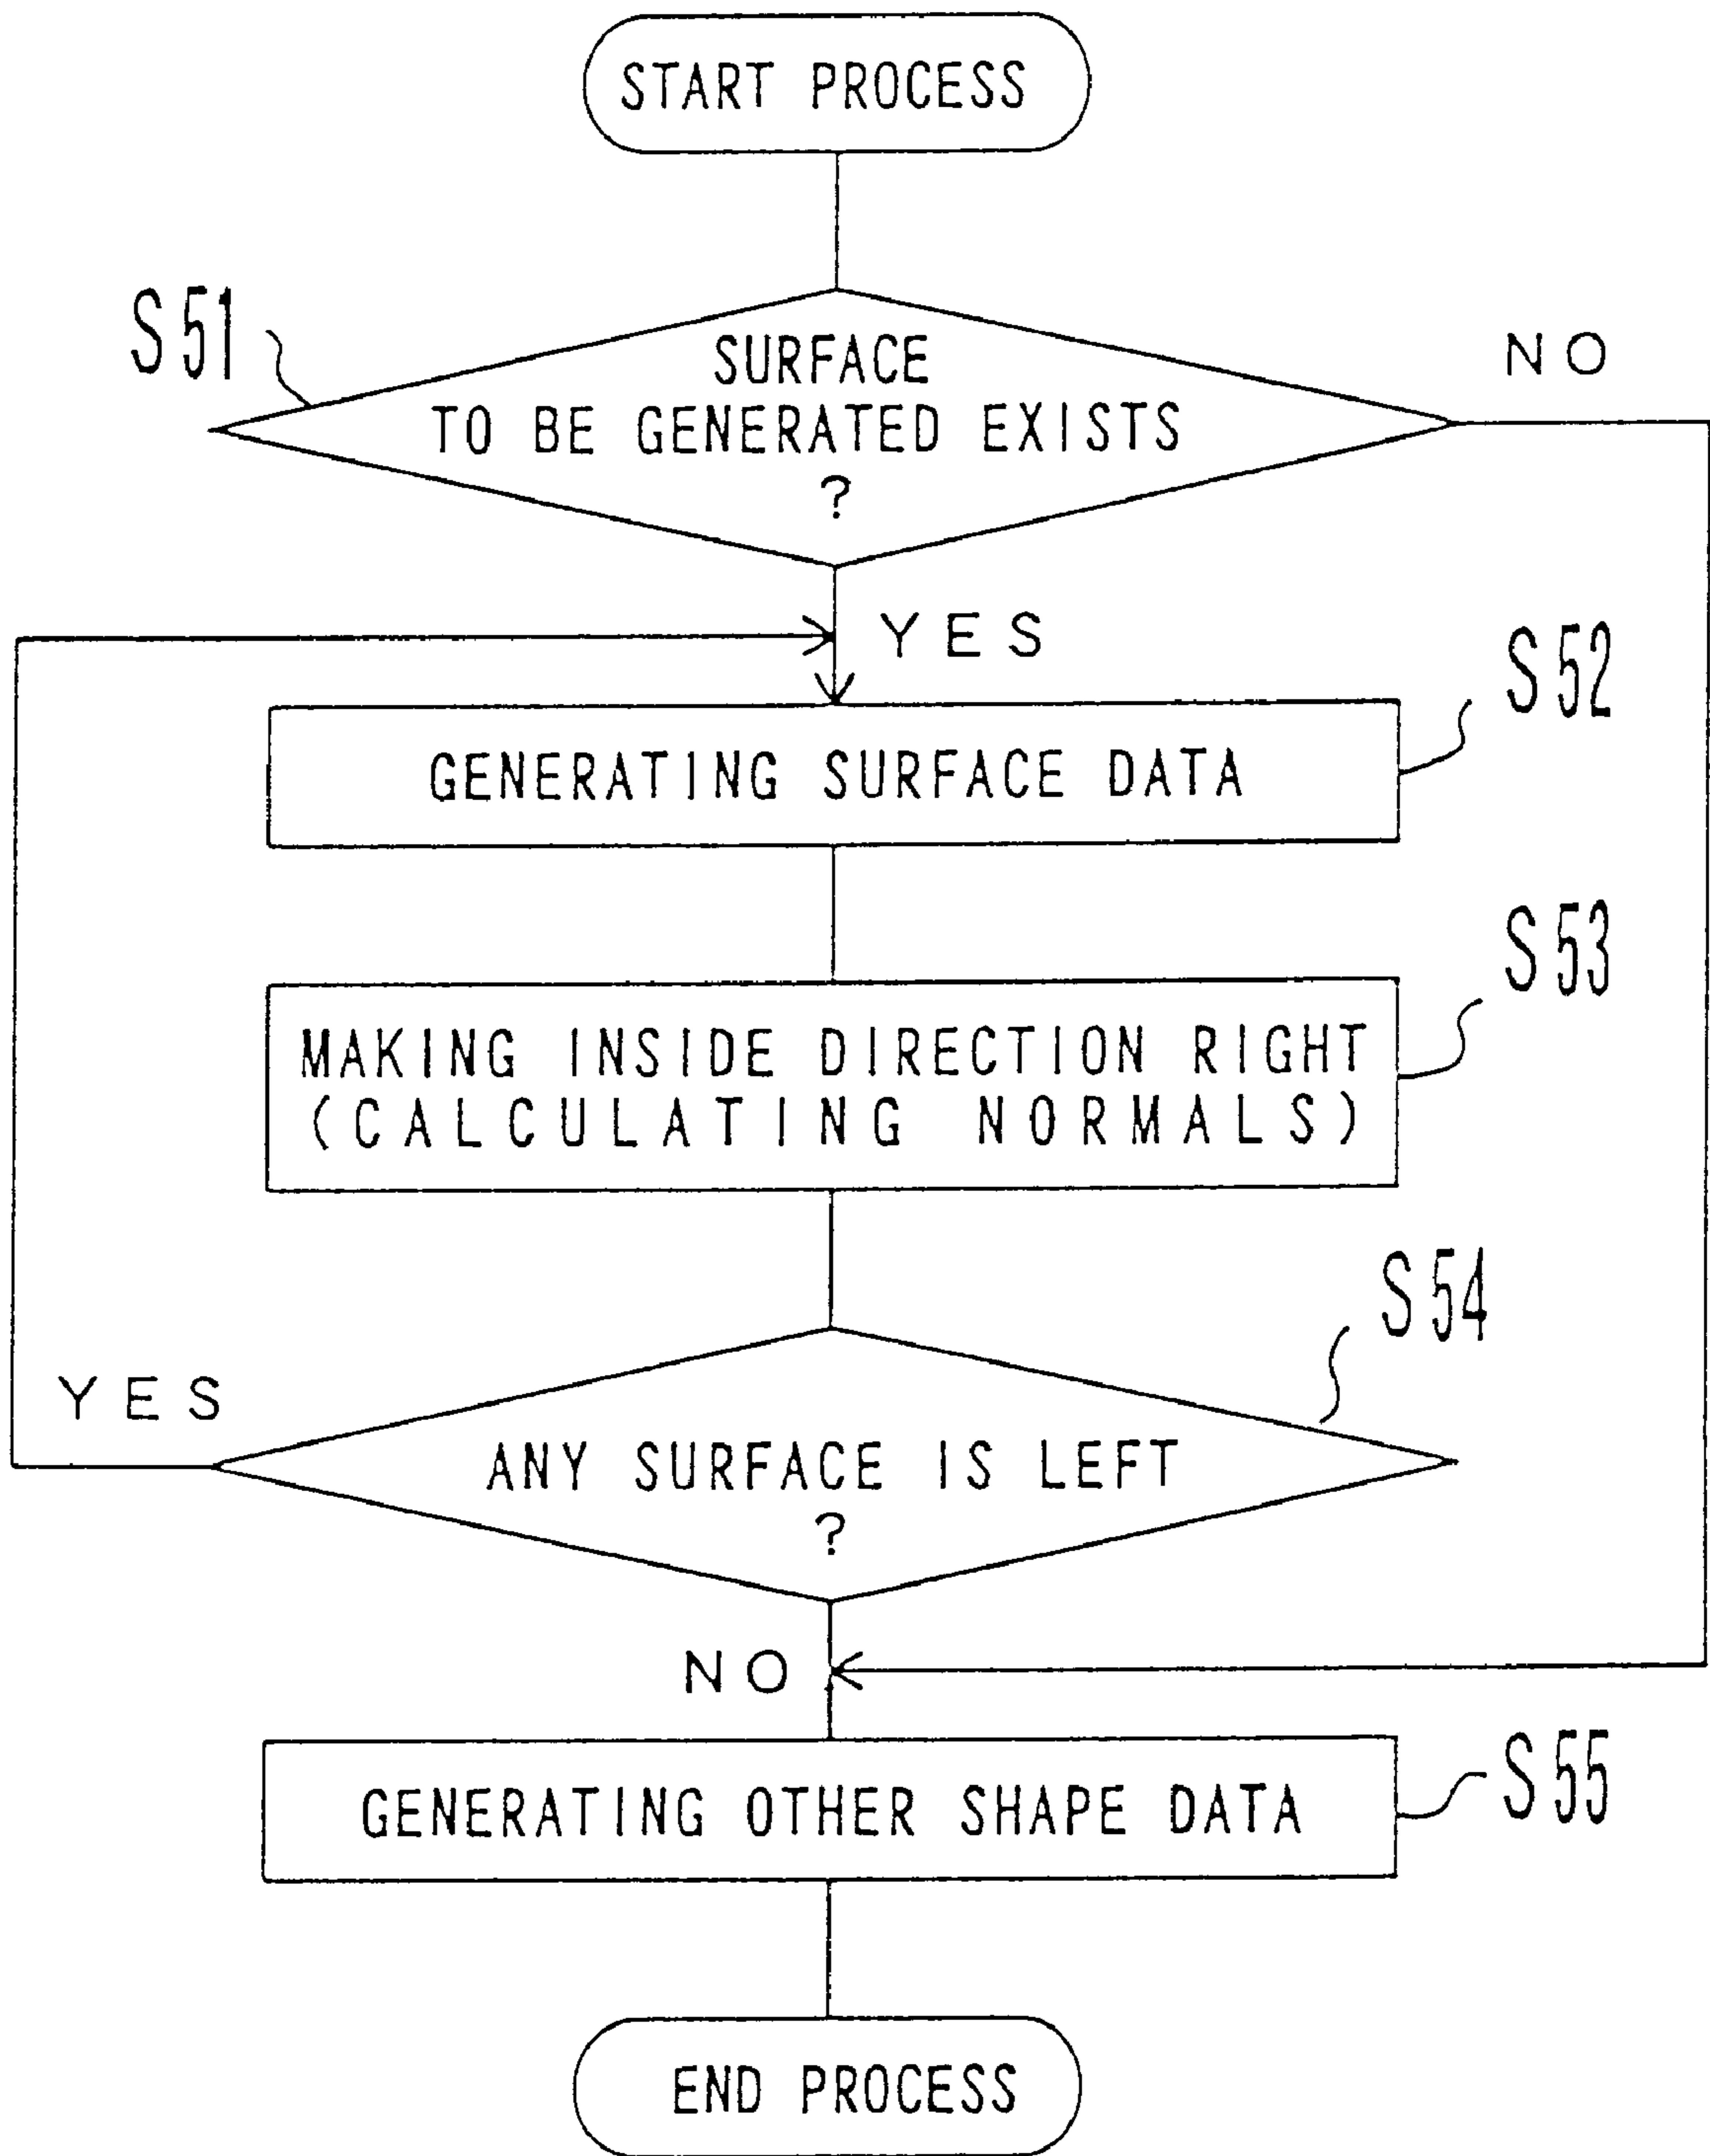 START PROCESS
S51
SURFACE
TO BE GENERATED EXISTS
?
NO
YES
S52
GENERATING SURFACE DATA
S53
MAKING INSIDE DIRECTION RIGHT
(CALCULATING NORMALS)
S54
YES
ANY SURFACE IS LEFT
?
NO
S55
GENERATING OTHER SHAPE DATA
END PROCESS